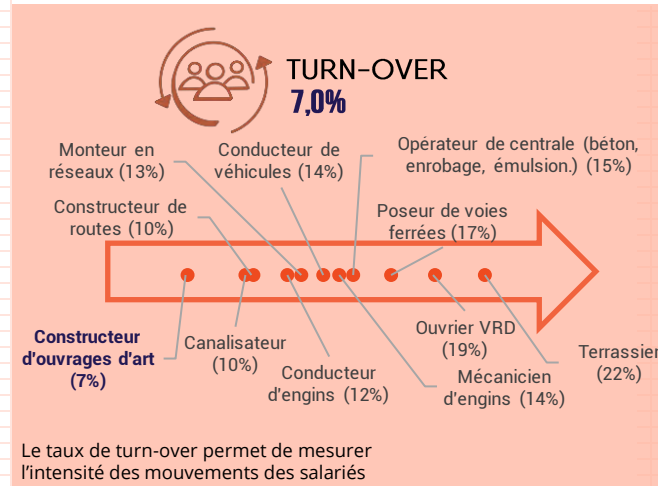 TURN-OVER
7,0%
Monteur en
réseaux (13%)
Conducteur de
véhicules (14%)
Opérateur de centrale (béton,
enrobage, émulsion.) (15%)
Constructeur de
routes (10%)
Poseur de voies
ferrées (17%)
Constructeur
d'ouvrages d'art
(7%)
Canalisateur
(10%)
Conducteur
d'engins (12%)
Ouvrier VRD
(19%)
Mécanicien
d'engins (14%)
Terrassier
(22%)
Le taux de turn-over permet de mesurer
l'intensité des mouvements des salariés